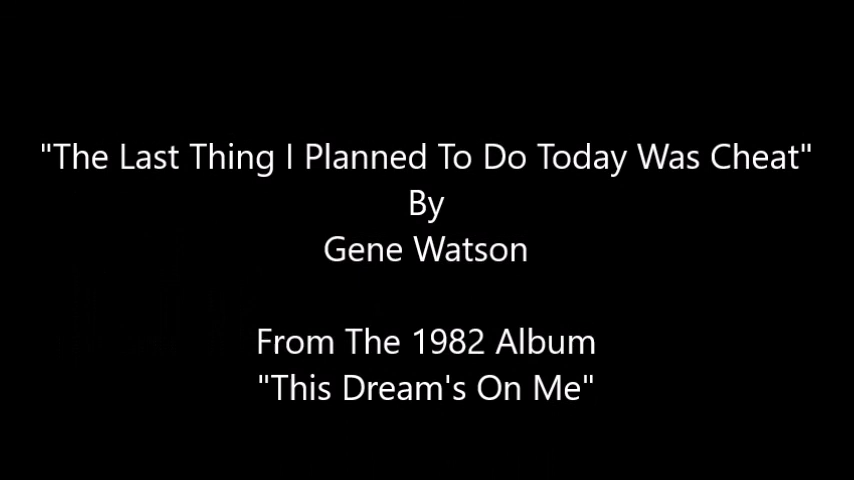 "The Last Thing I Planned To Do Today Was Cheat"
By
Gene Watson
From The 1982 Album
"This Dream's On Me"